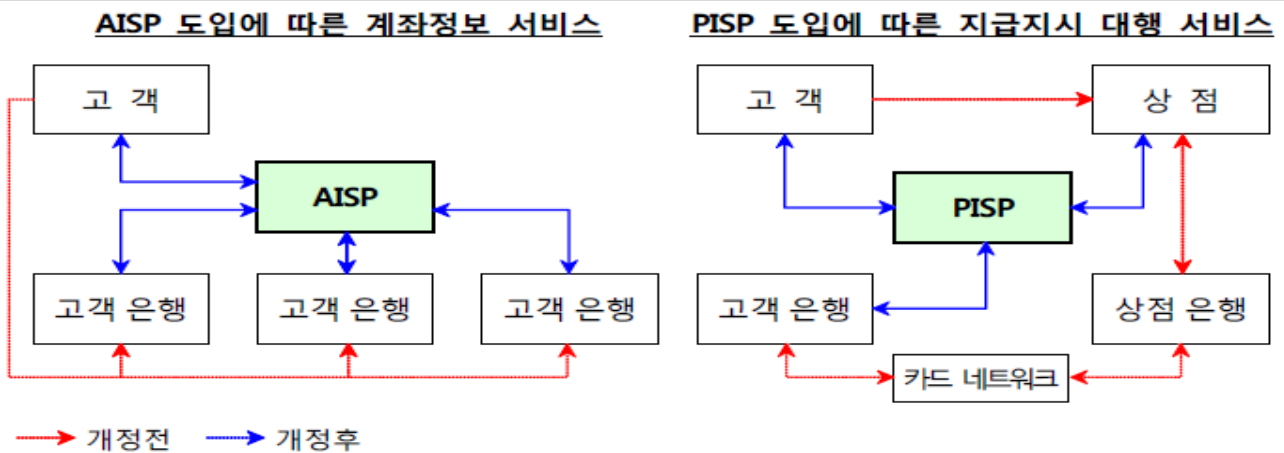 AISP 도입에 따른 계좌정보 서비스
고 객
AISP
고객 은행
고객 은행
고객 은행
개정전
개정후
PISP 도입에 따른 지급지시 대행 서비스
고 객
상 점
PISP
고객 은행
상점 은행
카드 네트워크